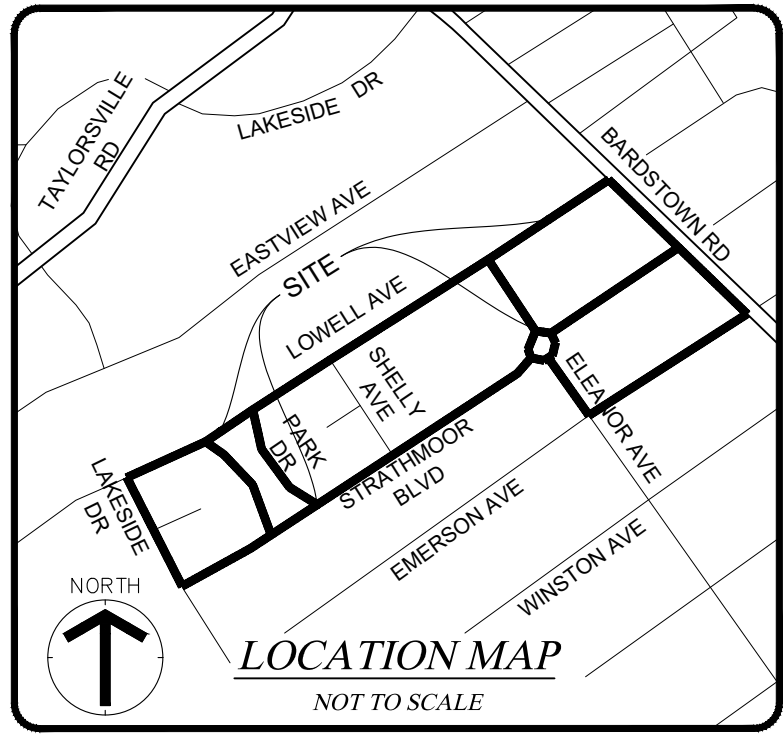 TAYLORSVILLE
RD
LAKESIDE DR
BARDSTOWN RD
EASTVIEW AVE
SITE
LOWELL AVE
SHELLY
AVE
ELEANOR AVE
PARK
DR
STRATHMOOR
BLVD
LAKESIDE
DR
EMERSON AVE
WINSTON AVE
NORTH
LOCATION MAP
NOT TO SCALE